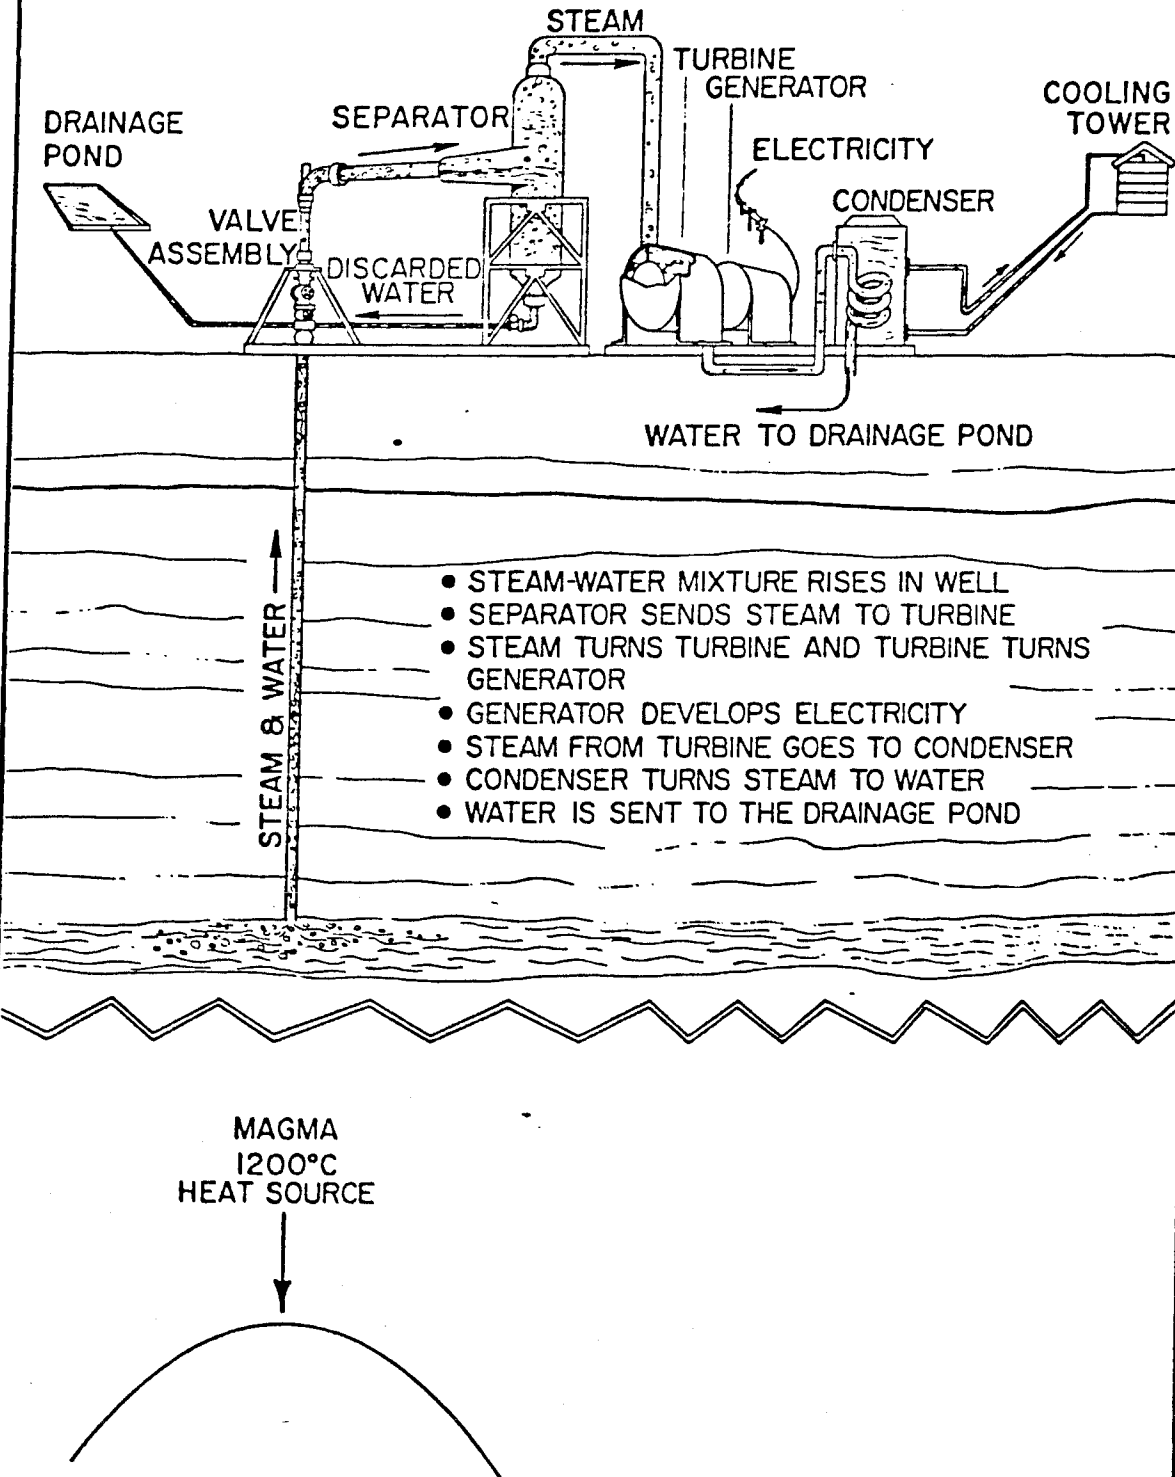 STEAM
TURBINE
GENERATOR
COOLING
TOWER
DRAINAGE
POND
SEPARATOR
ELECTRICITY
CONDENSER
VALVE
ASSEMBLY
DISCARDED
WATER
WATER TO DRAINAGE POND
STEAM & WATER
• STEAM-WATER MIXTURE RISES IN WELL
• SEPARATOR SENDS STEAM TO TURBINE
• STEAM TURNS TURBINE AND TURBINE TURNS
GENERATOR
• GENERATOR DEVELOPS ELECTRICITY
• STEAM FROM TURBINE GOES TO CONDENSER
• CONDENSER TURNS STEAM TO WATER
• WATER IS SENT TO THE DRAINAGE POND
MAGMA
1200°C
HEAT SOURCE